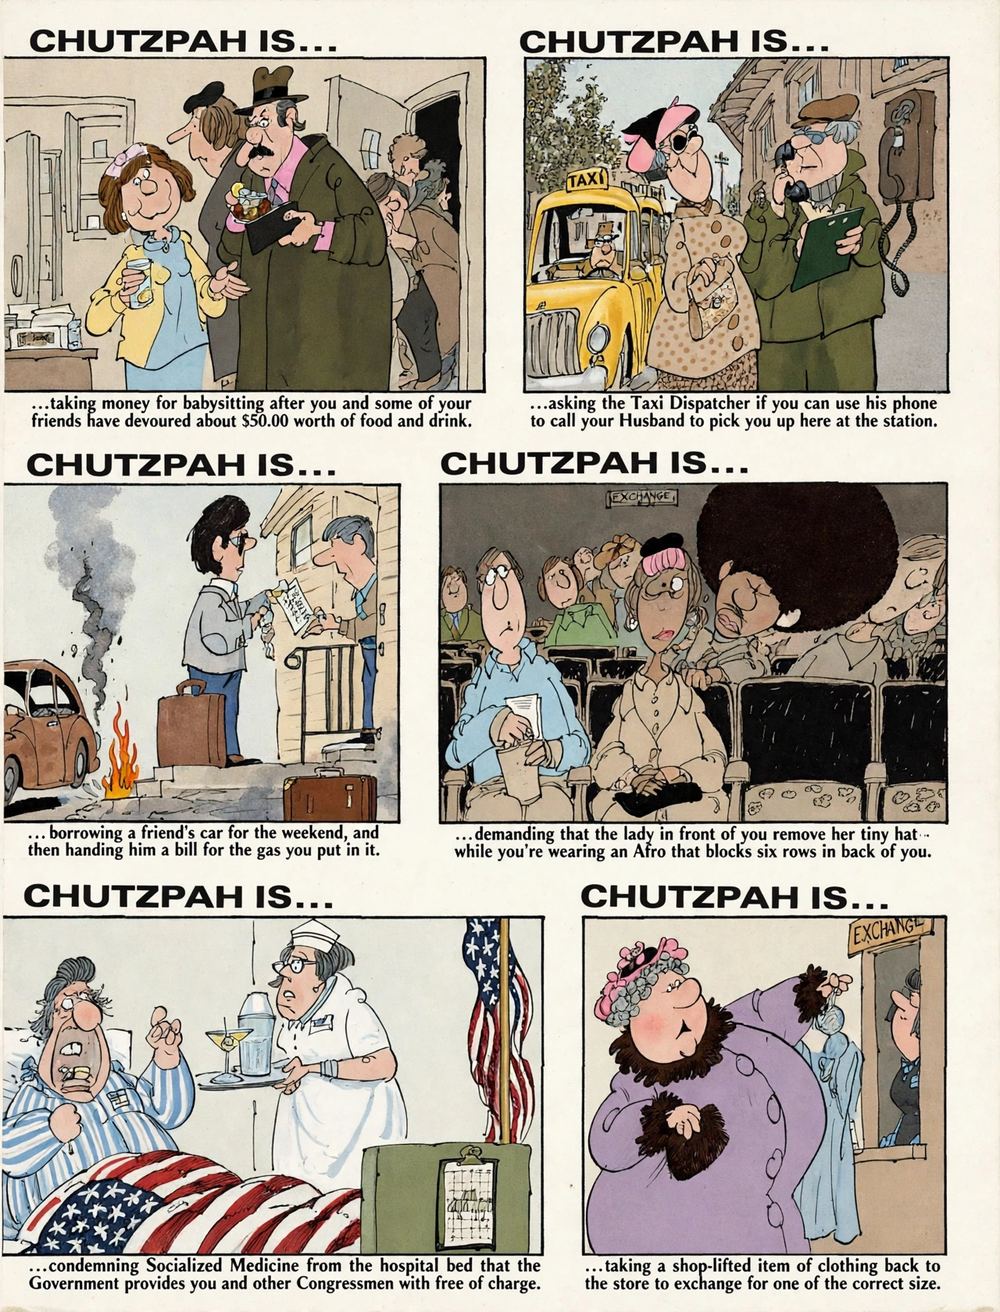 CHUTZPAH IS...
CHUTZPAH IS...
TAXI
...taking money for babysitting after you and some of your
friends have devoured about $50.00 worth of food and drink.
...asking the Taxi Dispatcher if you can use his phone
to call your Husband to pick you up here at the station.
CHUTZPAH IS...
CHUTZPAH IS...
EXCHANGE
...borrowing a friend's car for the weekend, and
then handing him a bill for the gas you put in it.
...demanding that the lady in front of you remove her tiny hat...
while you're wearing an Afro that blocks six rows in back of you.
CHUTZPAH IS...
CHUTZPAH IS...
EXCHANGE
...condemning Socialized Medicine from the hospital bed that the
Government provides you and other Congressmen with free of charge.
...taking a shop-lifted item of clothing back to
the store to exchange for one of the correct size.